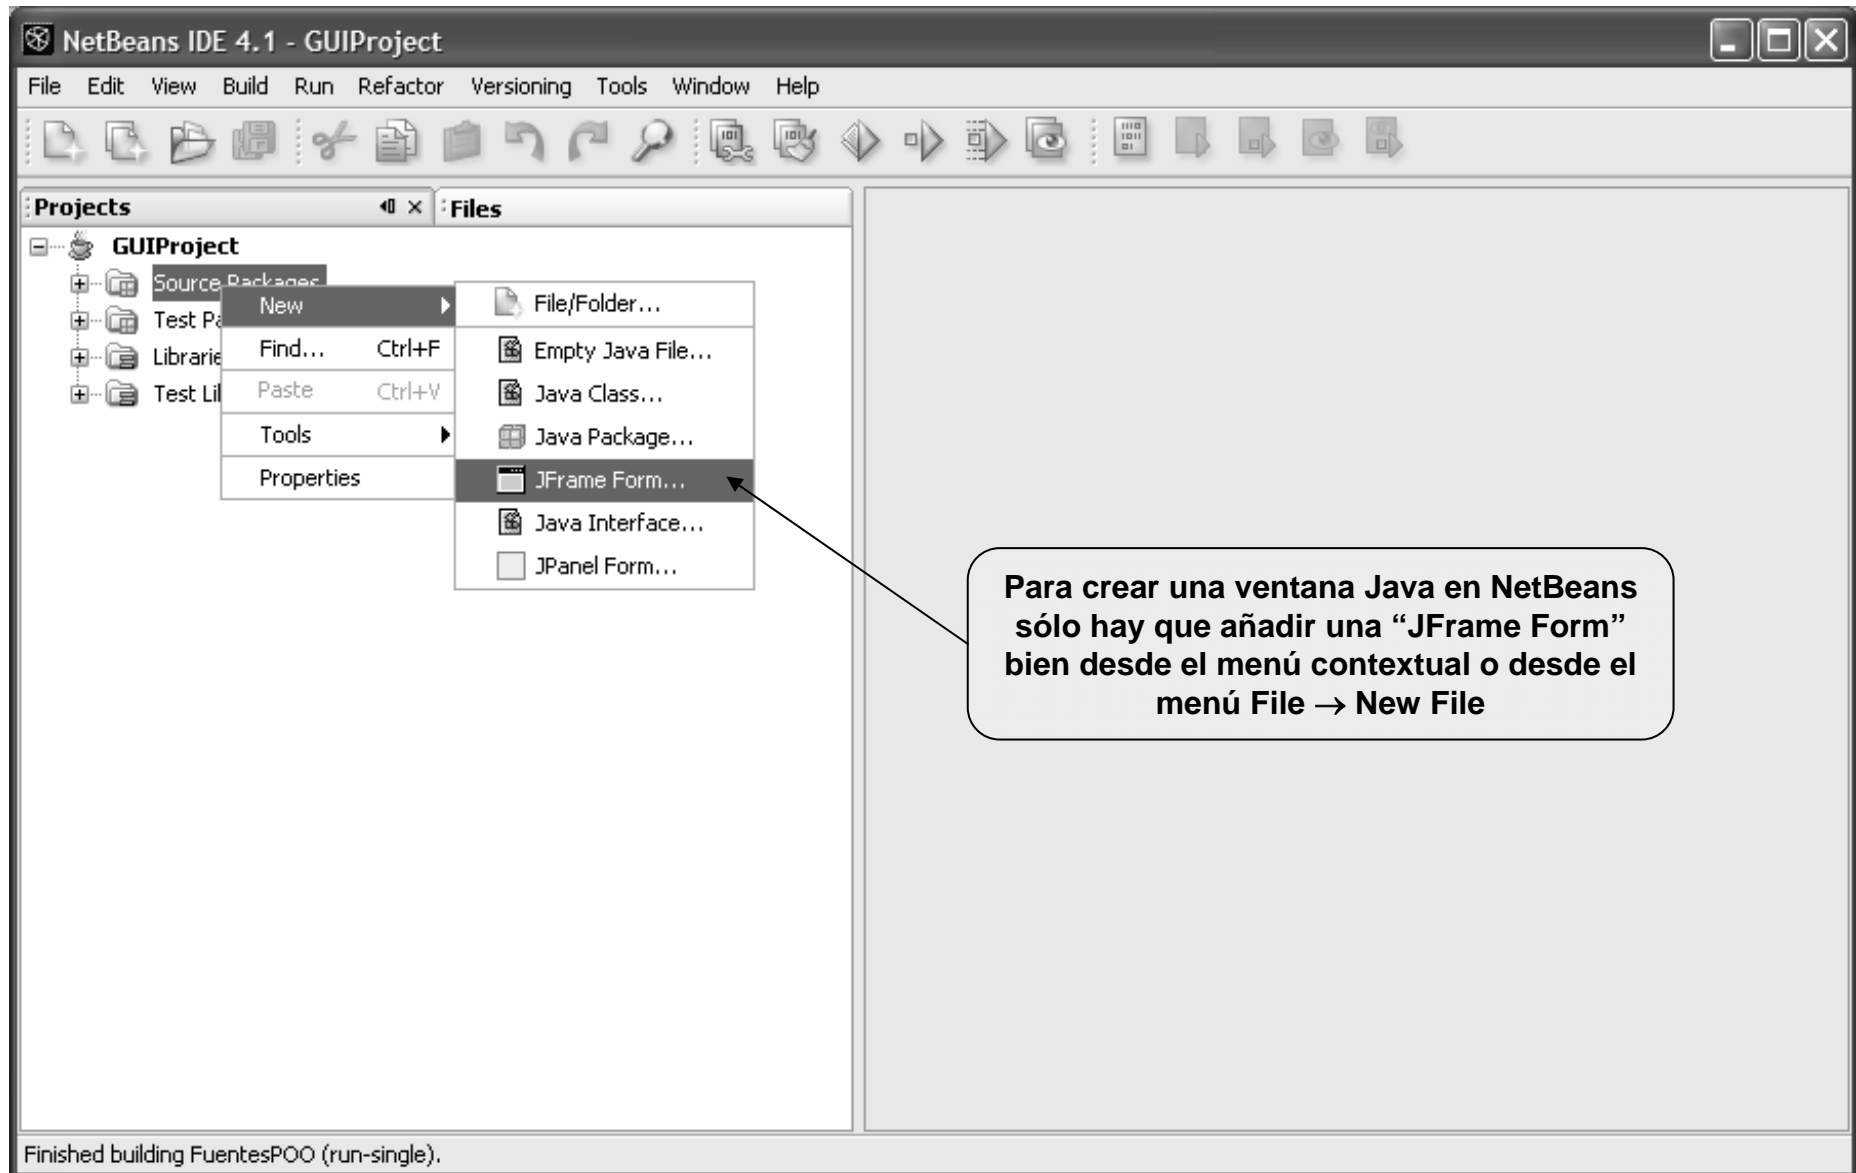 NetBeans IDE 4.1 - GUIProject
File Edit View Build Run Refactor Versioning Tools Window Help
Projects
Files
GUIProject
Source Packages
Test Pa
Librarie
Test Lil
New
Find... Ctrl+F
Paste Ctrl+V
Tools
Properties
File/Folder...
Empty Java File...
Java Class...
Java Package...
JFrame Form...
Java Interface...
JPanel Form...
Para crear una ventana Java en NetBeans
sólo hay que añadir una “JFrame Form”
bien desde el menú contextual o desde el
menú File → New File
Finished building FuentesPOO (run-single).